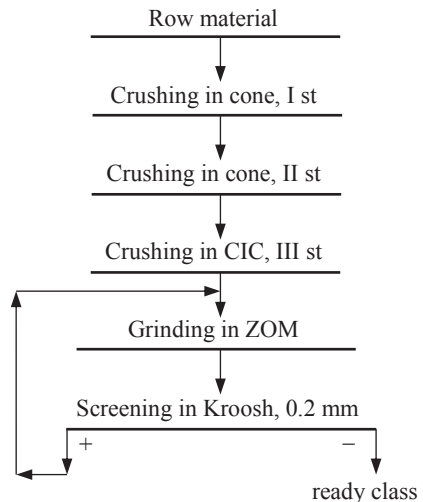 Row material
Crushing in cone, I st
Crushing in cone, II st
Crushing in CIC, III st
Grinding in ZOM
Screening in Kroosh, 0.2 mm
+ −
ready class